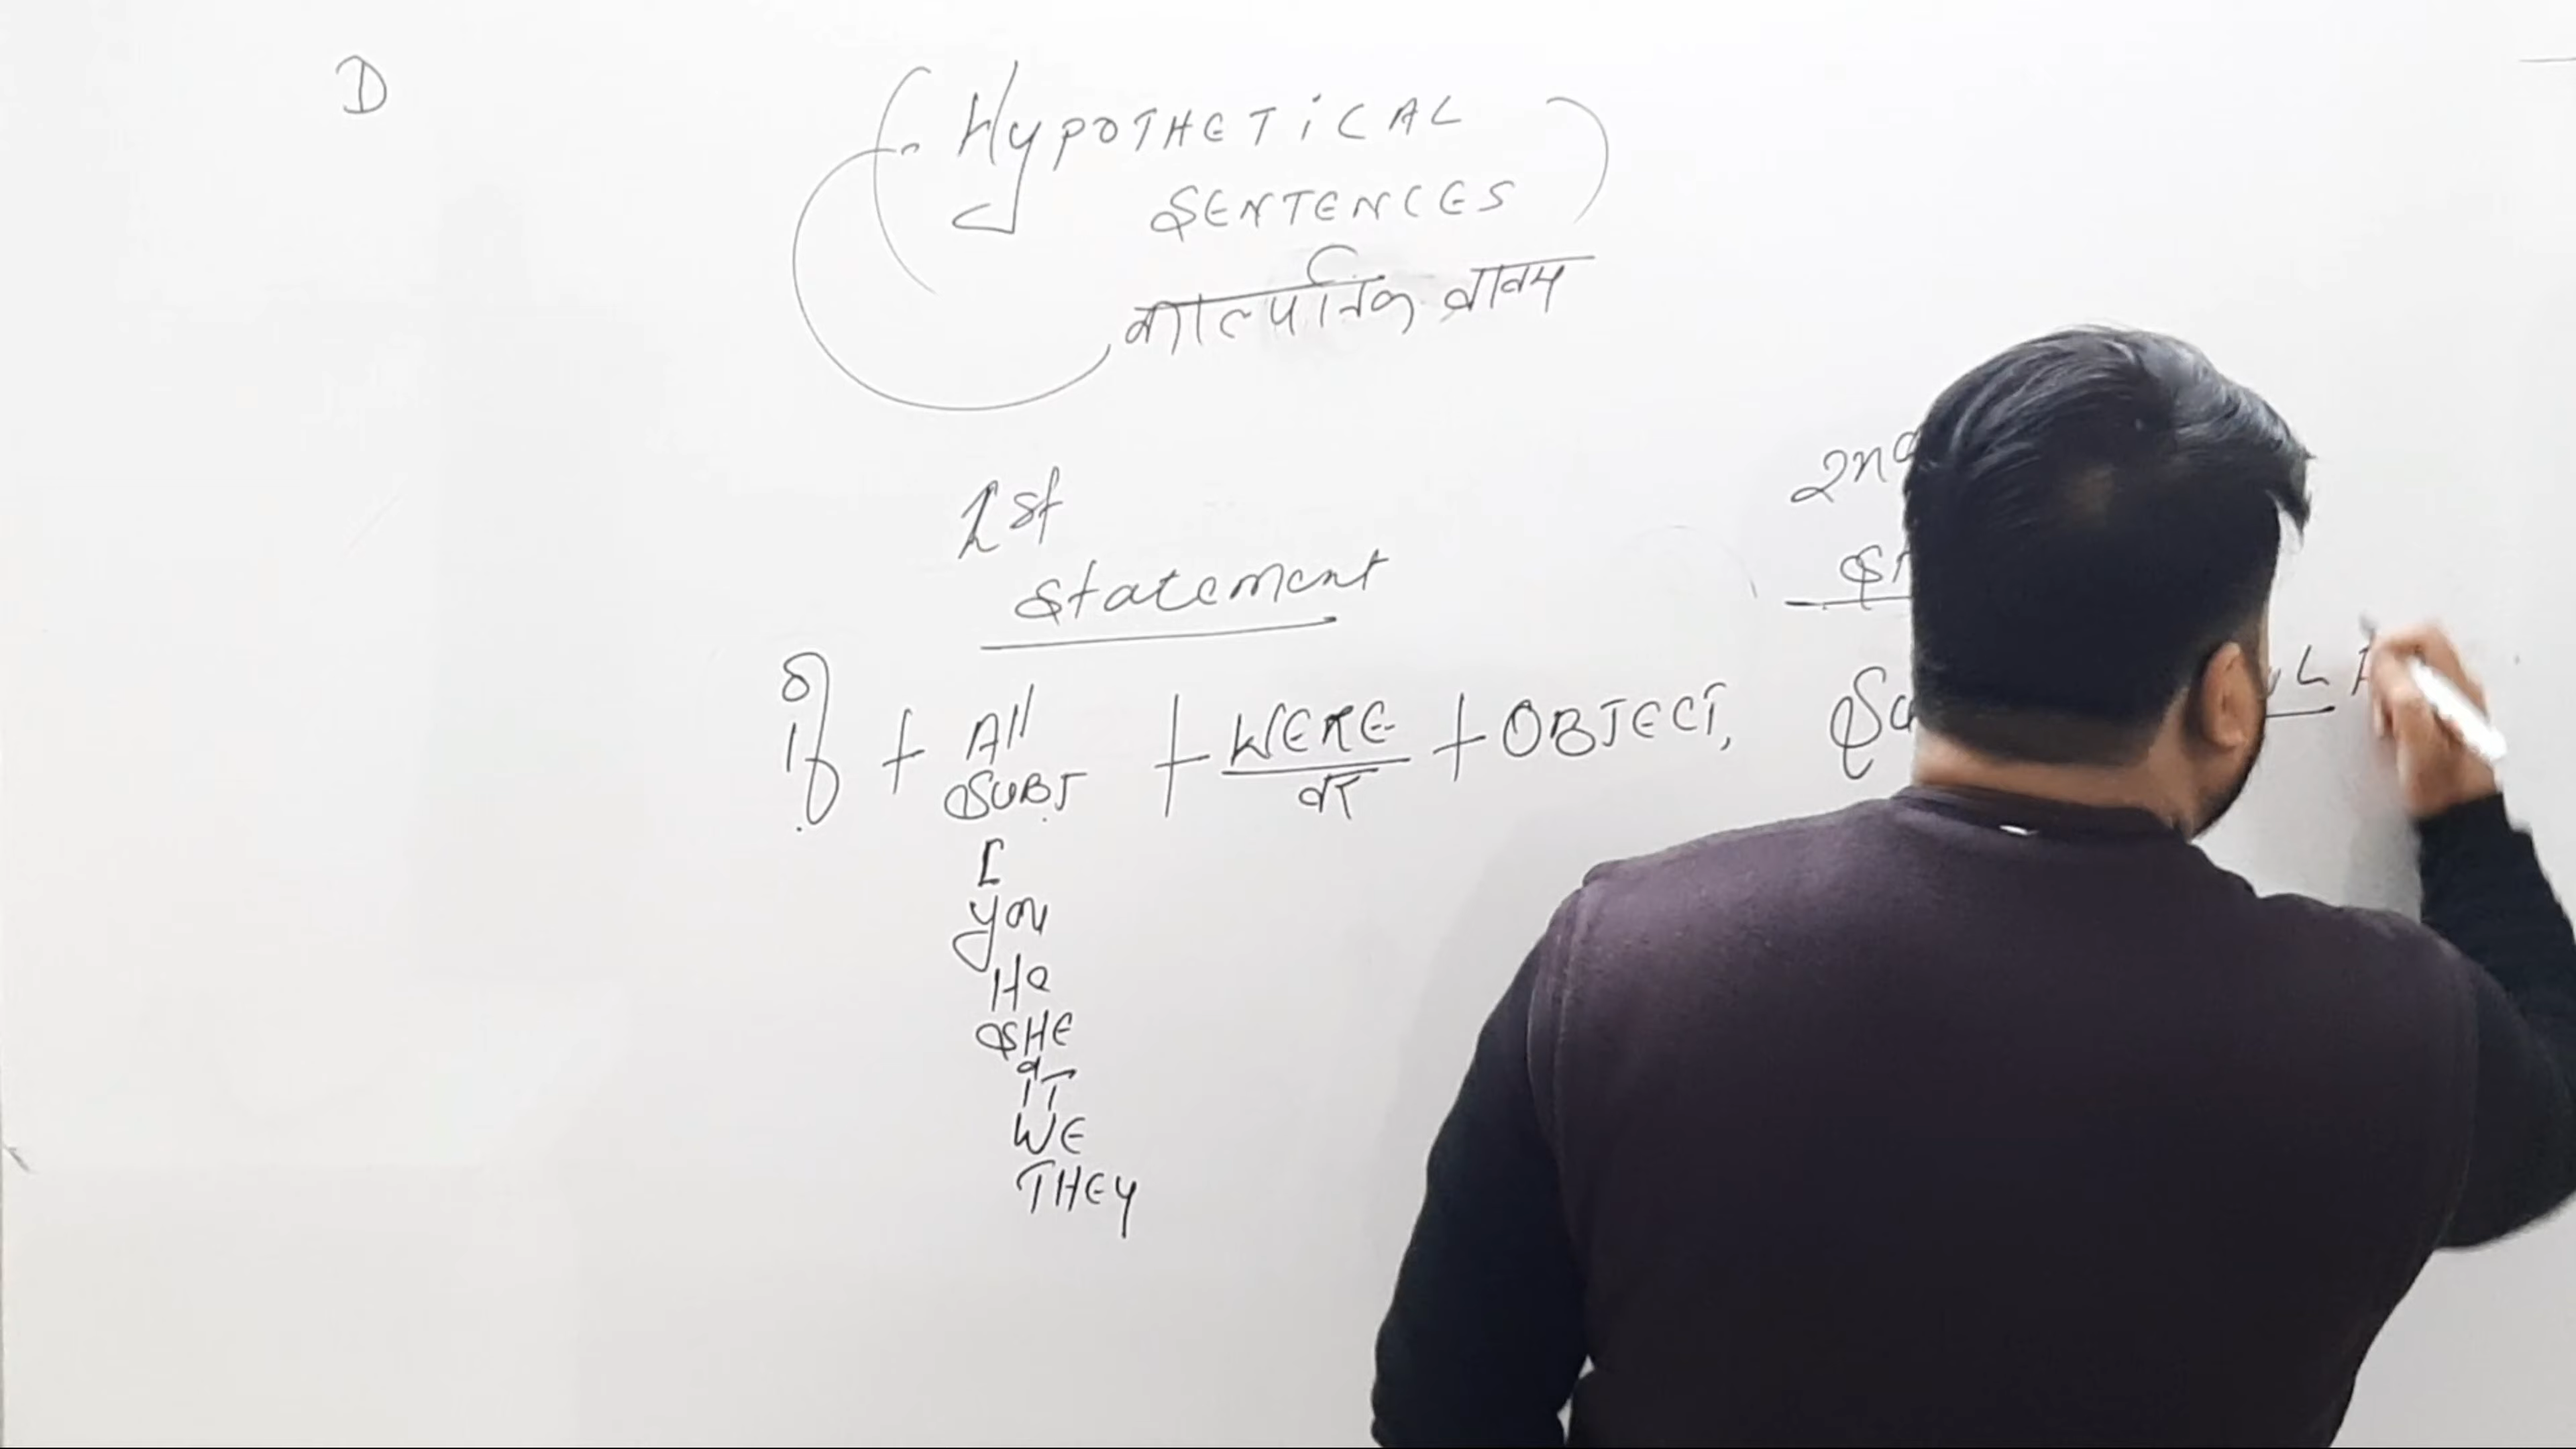 D
HYPOTHETICAL
SENTENCES
काल्पनिक वाक्य
1st
Statement
If + All SUBJ + WERE + OBJECT,
I
you
He
SHE
IT
WE
THEY
2nd